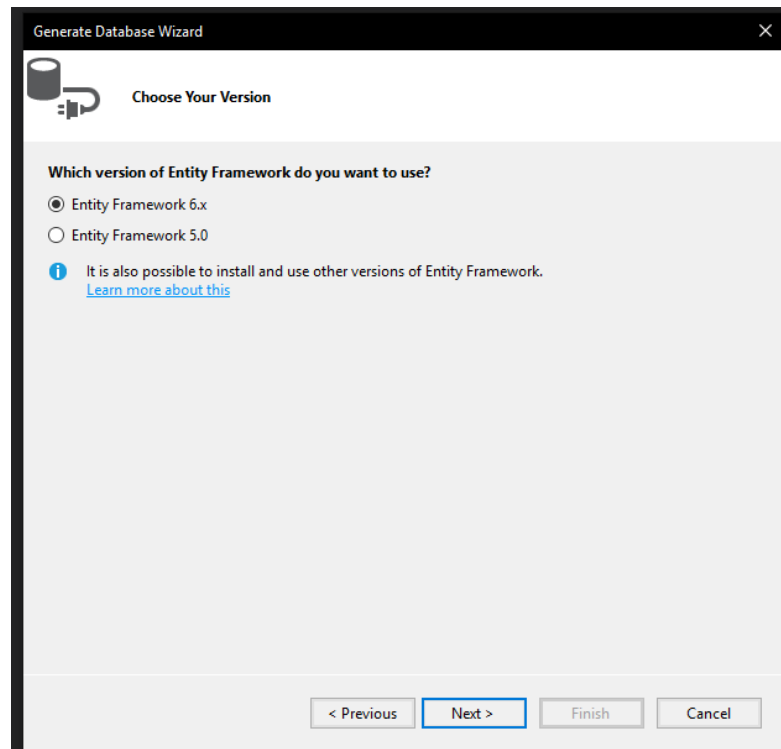 Generate Database Wizard
Choose Your Version
Which version of Entity Framework do you want to use?
Entity Framework 6.x
Entity Framework 5.0
It is also possible to install and use other versions of Entity Framework.
Learn more about this
< Previous
Next >
Finish
Cancel